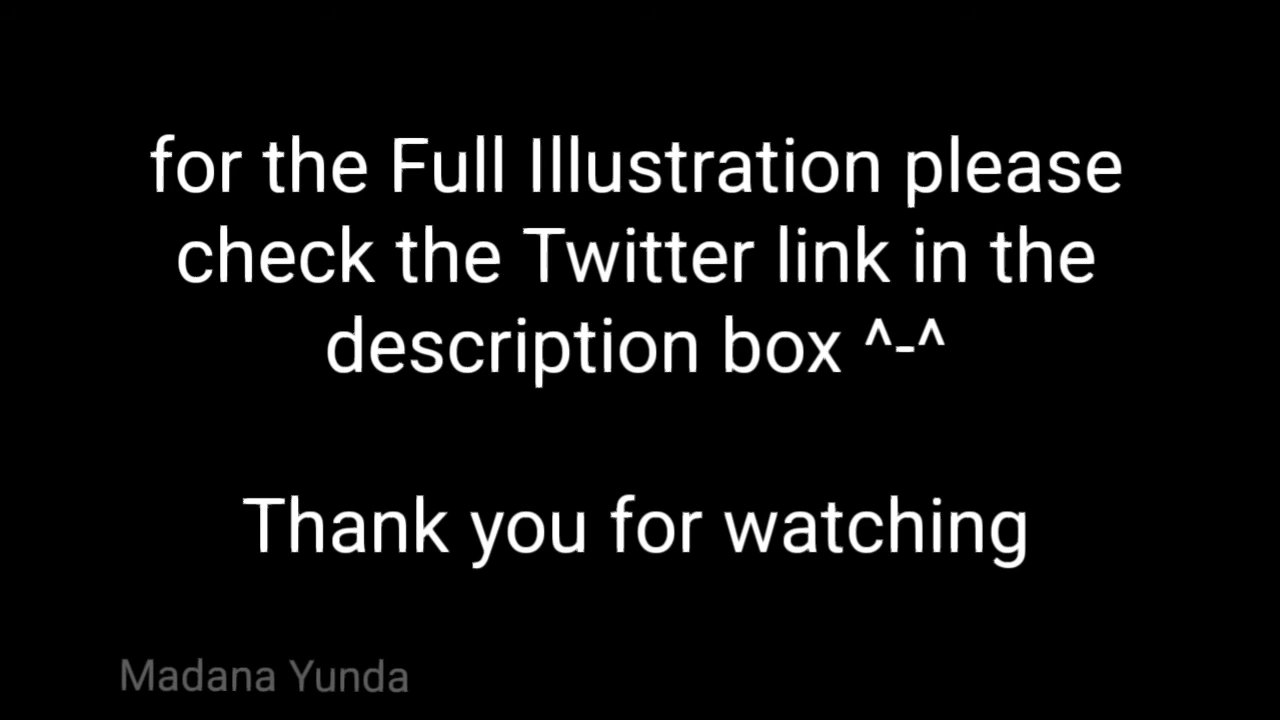 for the Full Illustration please
check the Twitter link in the
description box ^-^
Thank you for watching
Madana Yunda